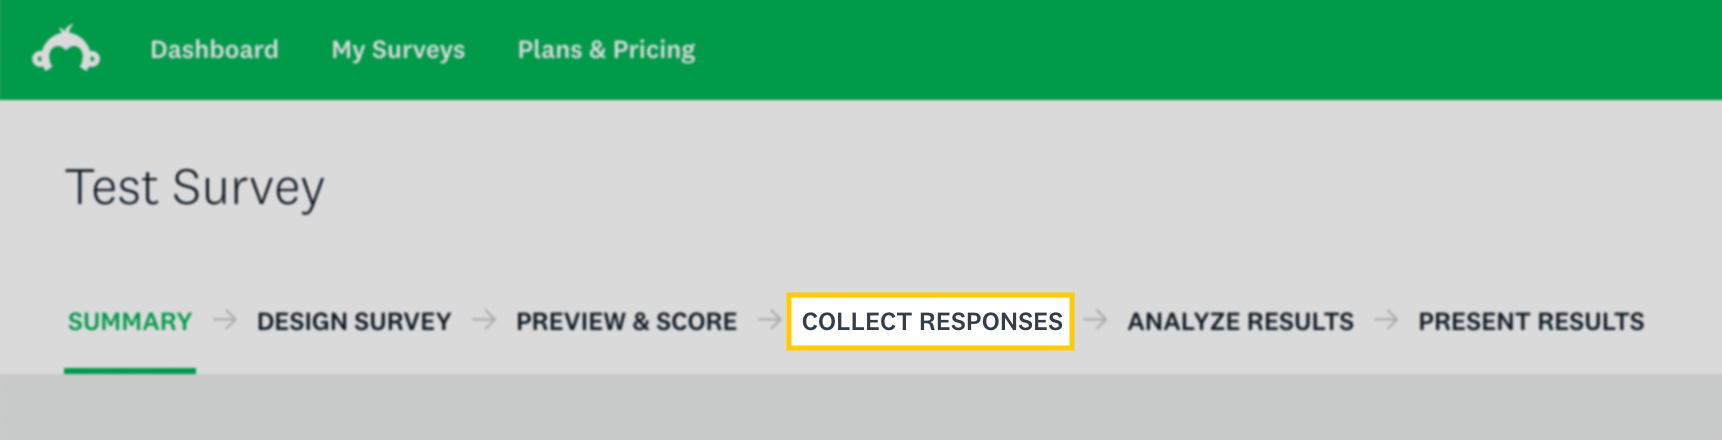 Dashboard My Surveys Plans & Pricing
Test Survey
SUMMARY → DESIGN SURVEY → PREVIEW & SCORE → COLLECT RESPONSES → ANALYZE RESULTS → PRESENT RESULTS